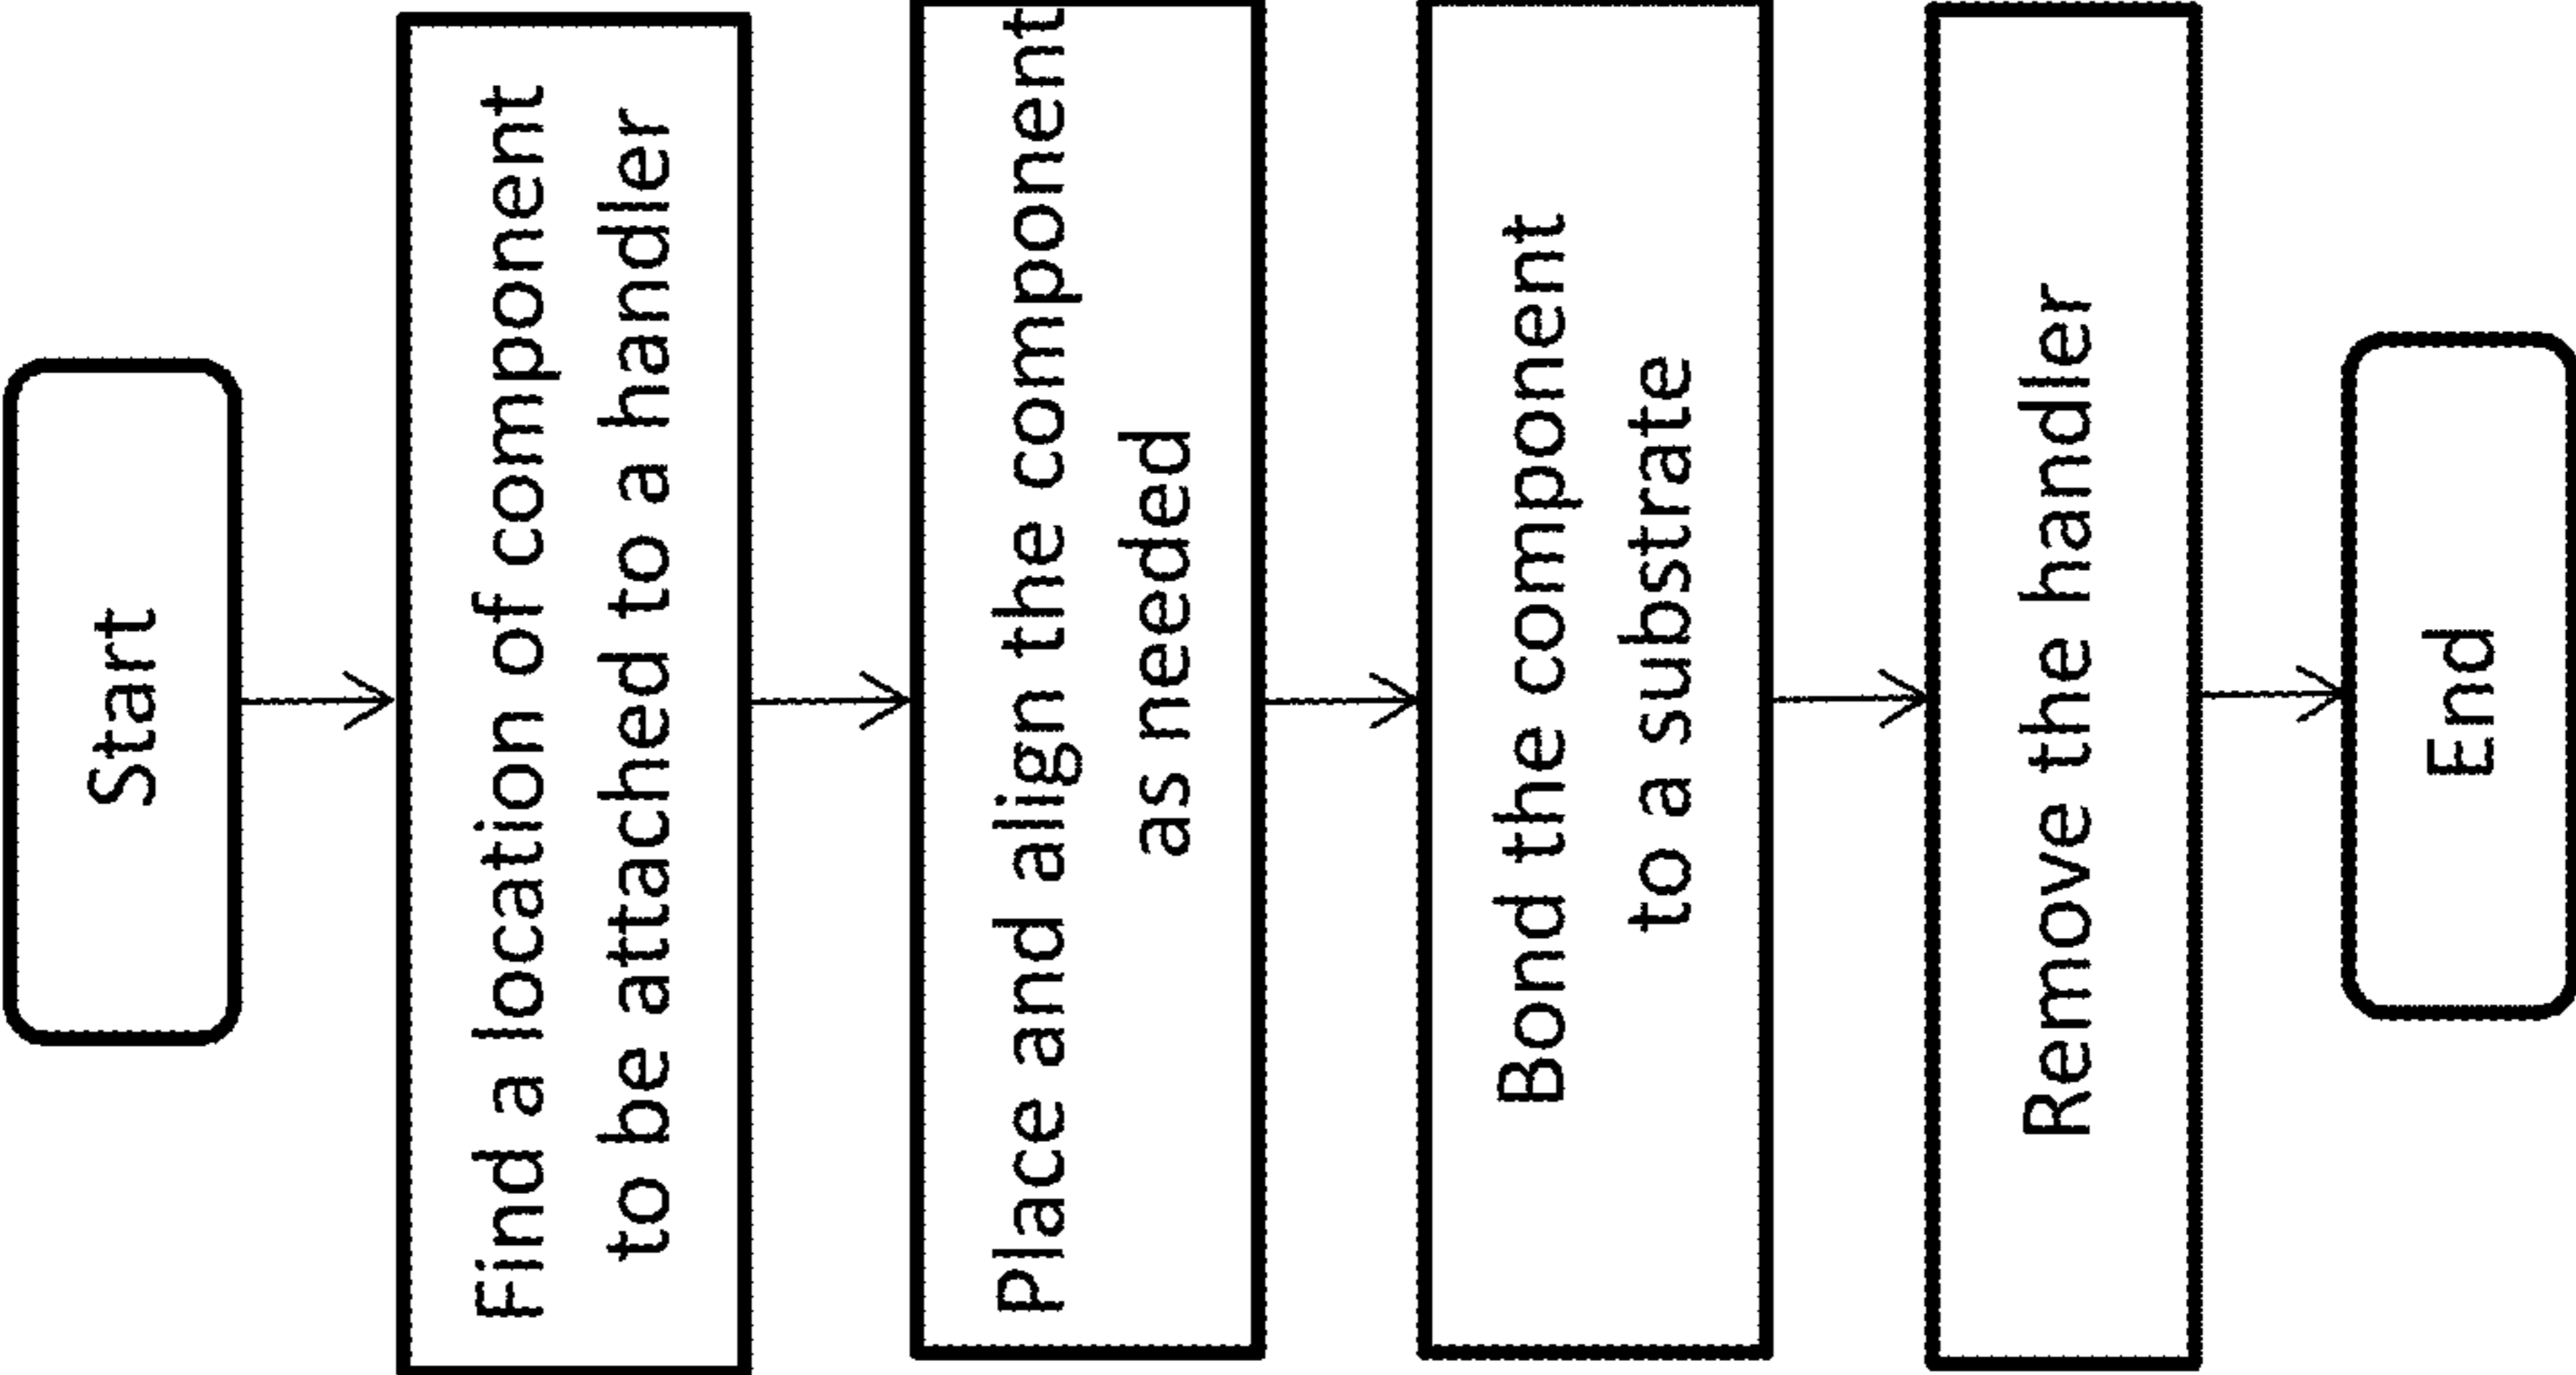 Start
Find a location of component
to be attached to a handler
Place and align the component
as needed
Bond the component
to a substrate
Remove the handler
End